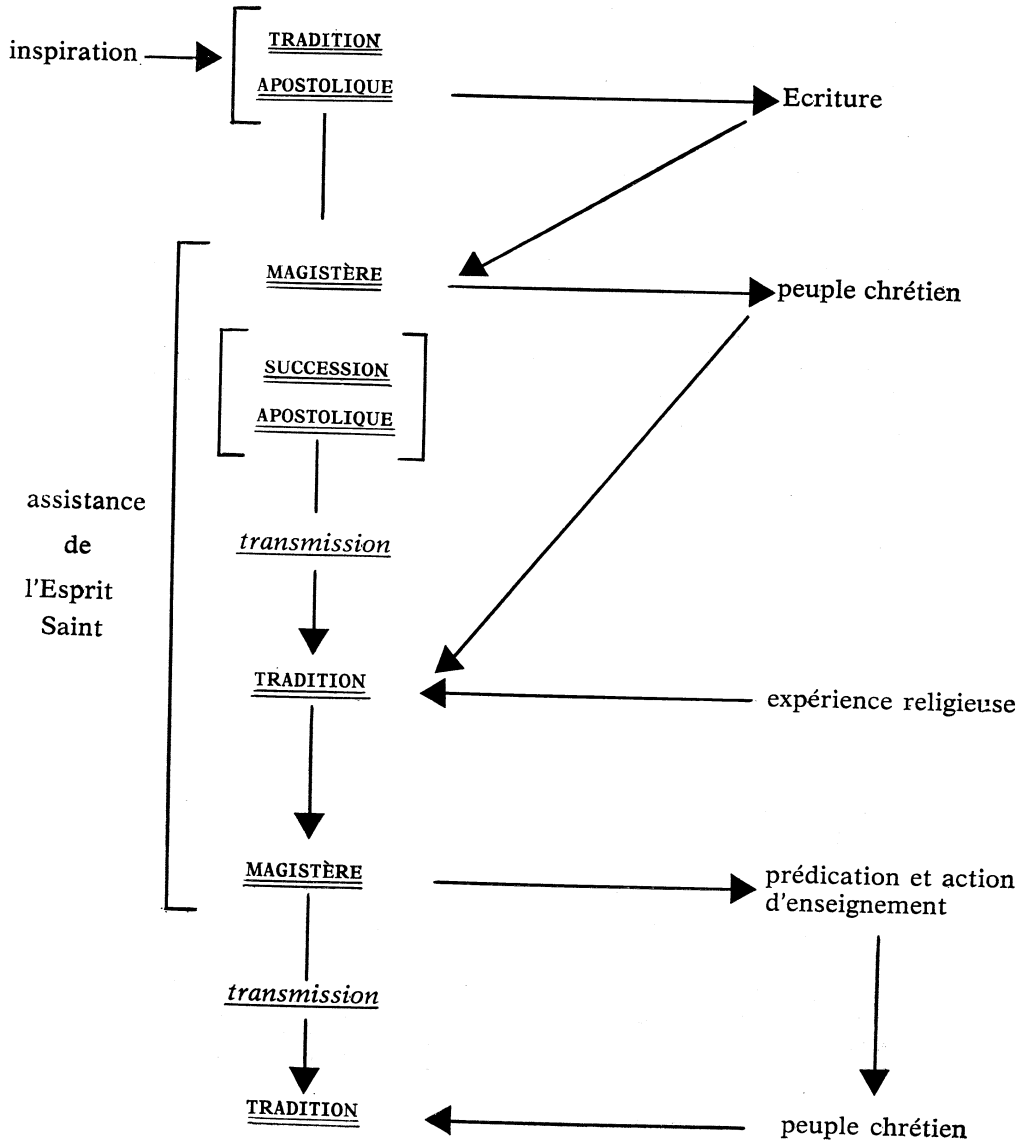 inspiration
TRADITION
APOSTOLIQUE
Ecriture
MAGISTÈRE
peuple chrétien
SUCCESSION
APOSTOLIQUE
assistance
de
l'Esprit
Saint
transmission
TRADITION
expérience religieuse
MAGISTÈRE
prédication et action
d'enseignement
transmission
TRADITION
peuple chrétien